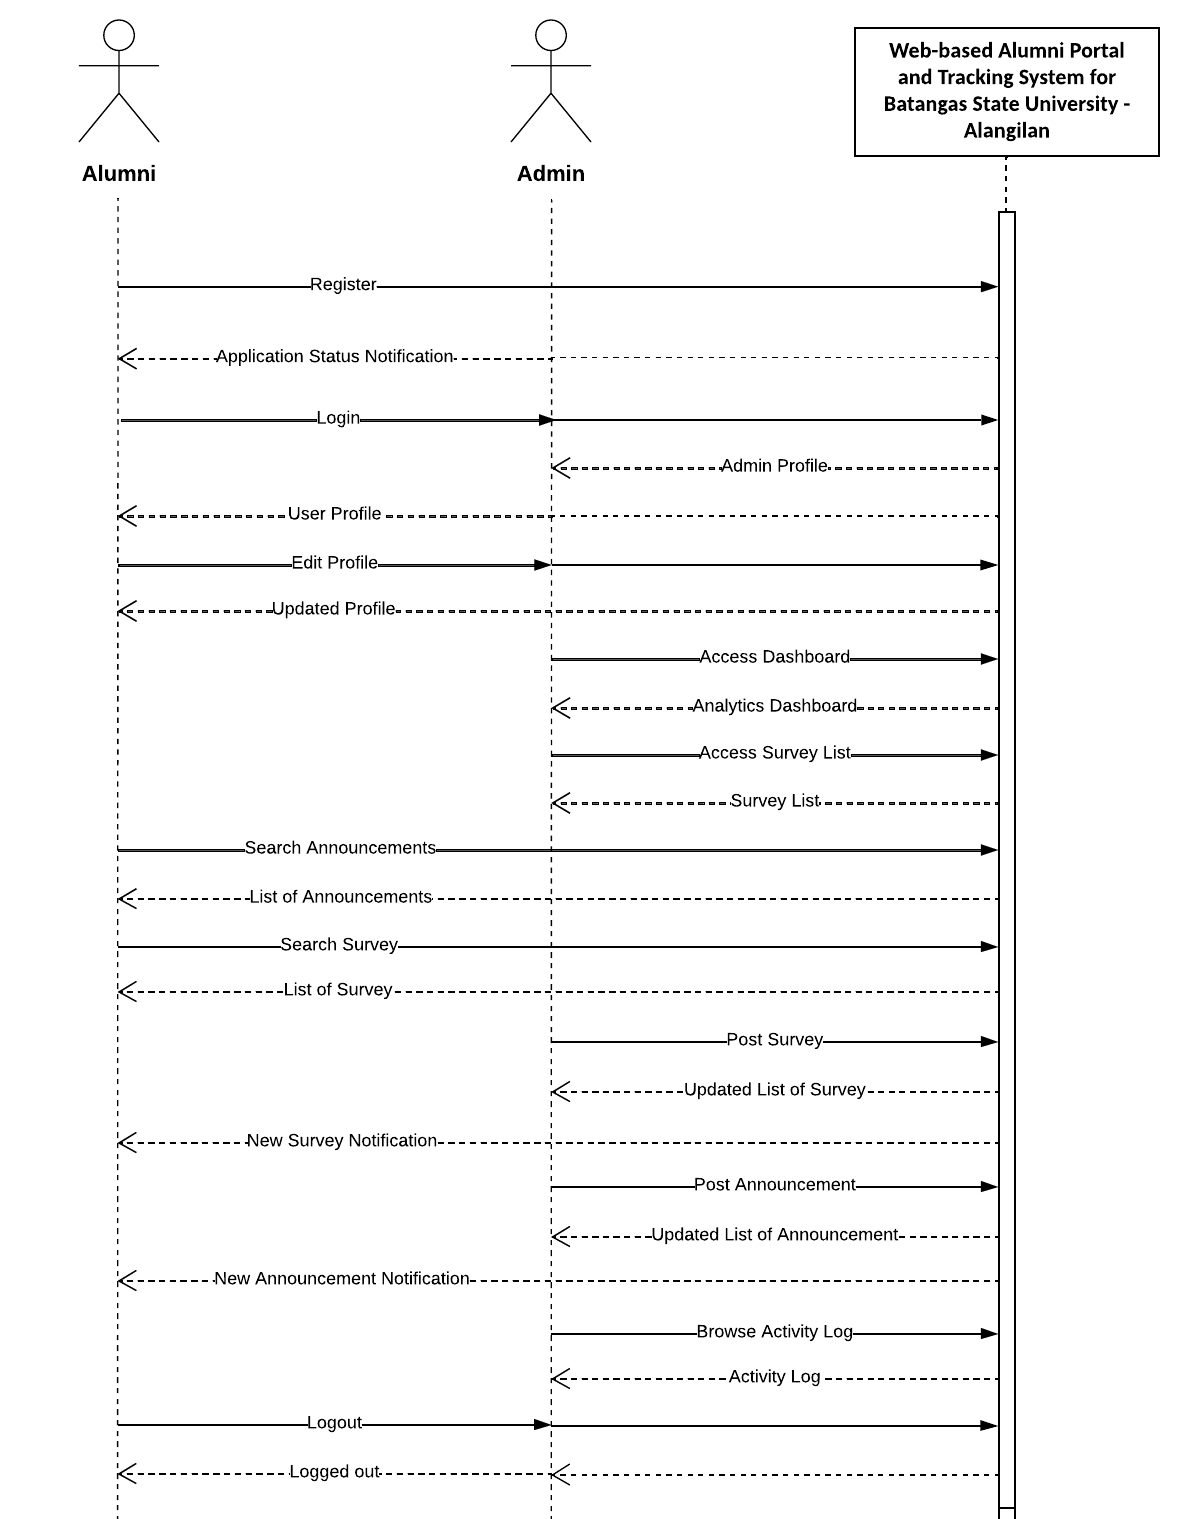 Web-based Alumni Portal
and Tracking System for
Batangas State University -
Alangilan
Alumni
Admin
Register
Application Status Notification
Login
Admin Profile
User Profile
Edit Profile
Updated Profile
Access Dashboard
Analytics Dashboard
Access Survey List
Survey List
Search Announcements
List of Announcements
Search Survey
List of Survey
Post Survey
Updated List of Survey
New Survey Notification
Post Announcement
Updated List of Announcement
New Announcement Notification
Browse Activity Log
Activity Log
Logout
Logged out